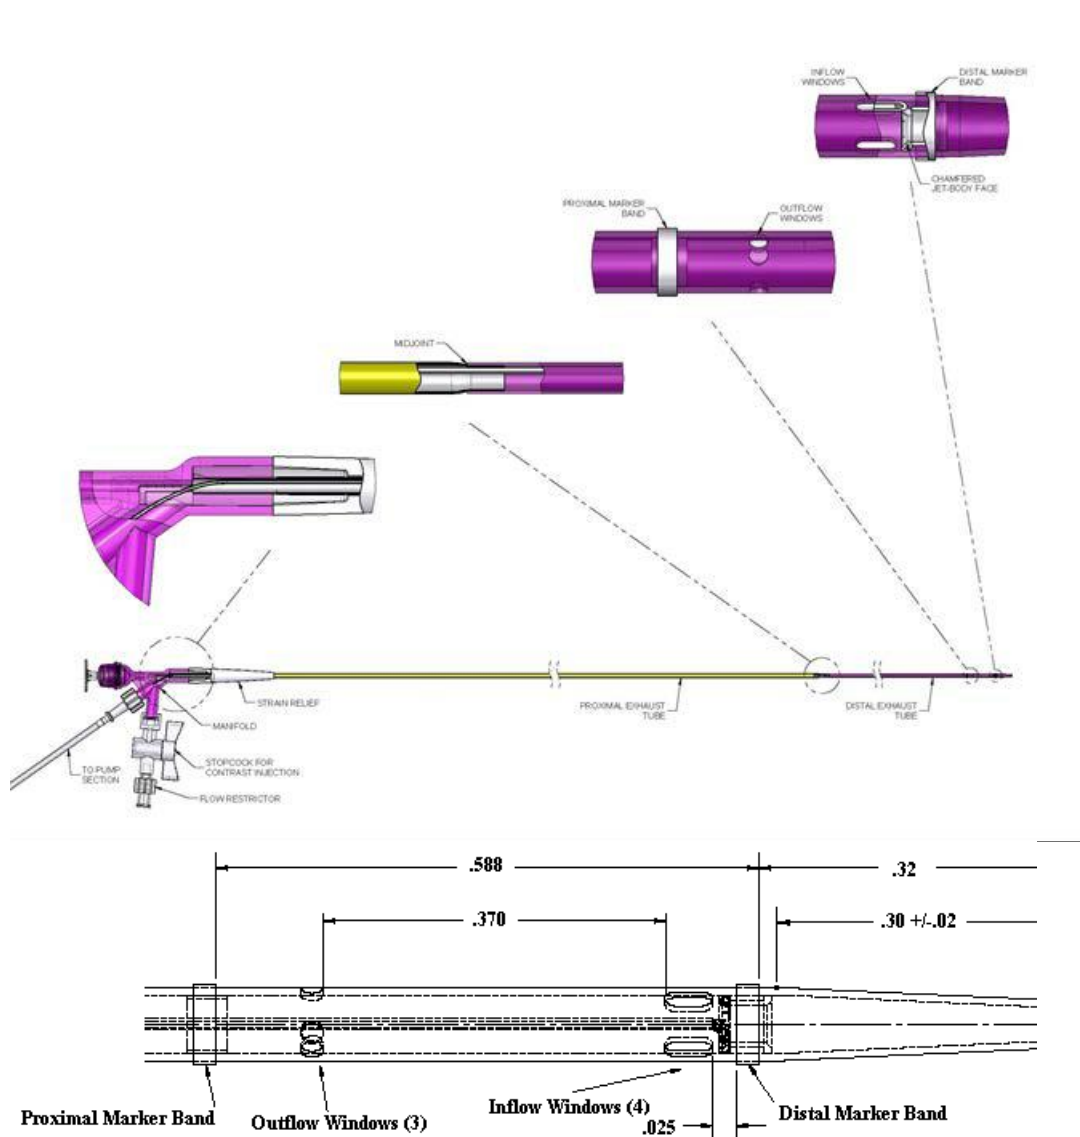 INFLOW
WINDOWS
DISTAL MARKER
BAND
CHAMFERED
JET-BODY FACE
PROXIMAL MARKER
BAND
OUTFLOW
WINDOWS
MIDJOINT
STRAIN RELIEF
PROXIMAL EXHAUST
TUBE
DISTAL EXHAUST
TUBE
MANIFOLD
TO PUMP
SECTION
STOPCOCK FOR
CONTRAST INJECTION
FLOW RESTRICTOR
.588
.32
.370
.30 +/-.02
Proximal Marker Band
Outflow Windows (3)
Inflow Windows (4)
.025
Distal Marker Band